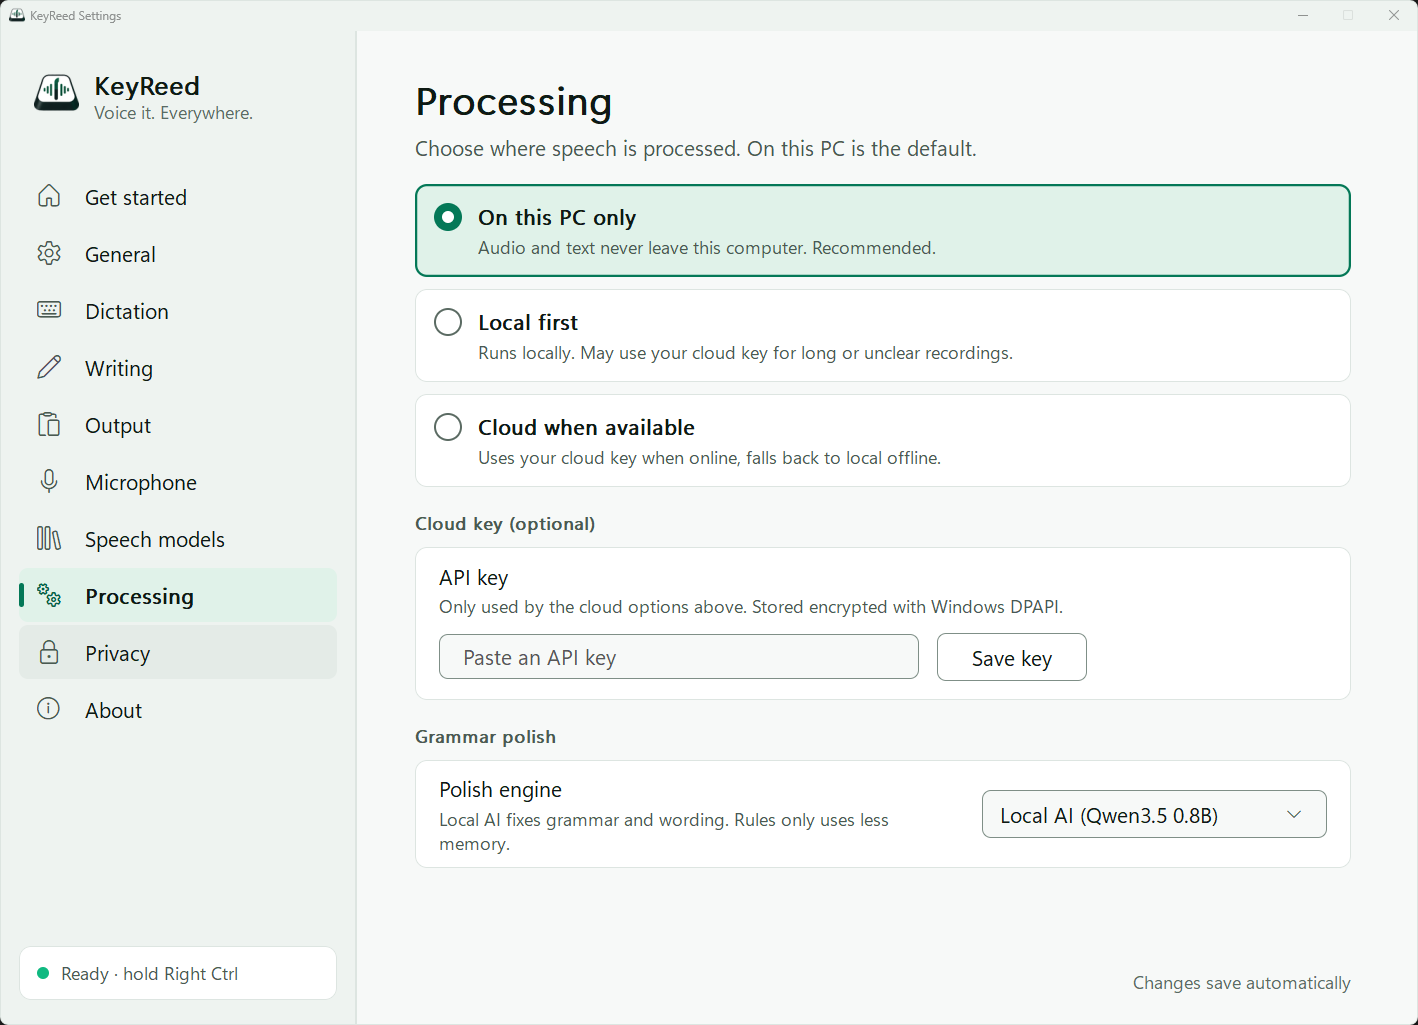 KeyReed Settings
KeyReed
Voice it. Everywhere.
Get started
General
Dictation
Writing
Output
Microphone
Speech models
Processing
Privacy
About
Ready · hold Right Ctrl
Processing
Choose where speech is processed. On this PC is the default.
On this PC only
Audio and text never leave this computer. Recommended.
Local first
Runs locally. May use your cloud key for long or unclear recordings.
Cloud when available
Uses your cloud key when online, falls back to local offline.
Cloud key (optional)
API key
Only used by the cloud options above. Stored encrypted with Windows DPAPI.
Paste an API key
Save key
Grammar polish
Polish engine
Local AI fixes grammar and wording. Rules only uses less
memory.
Local AI (Qwen3.5 0.8B)
Changes save automatically